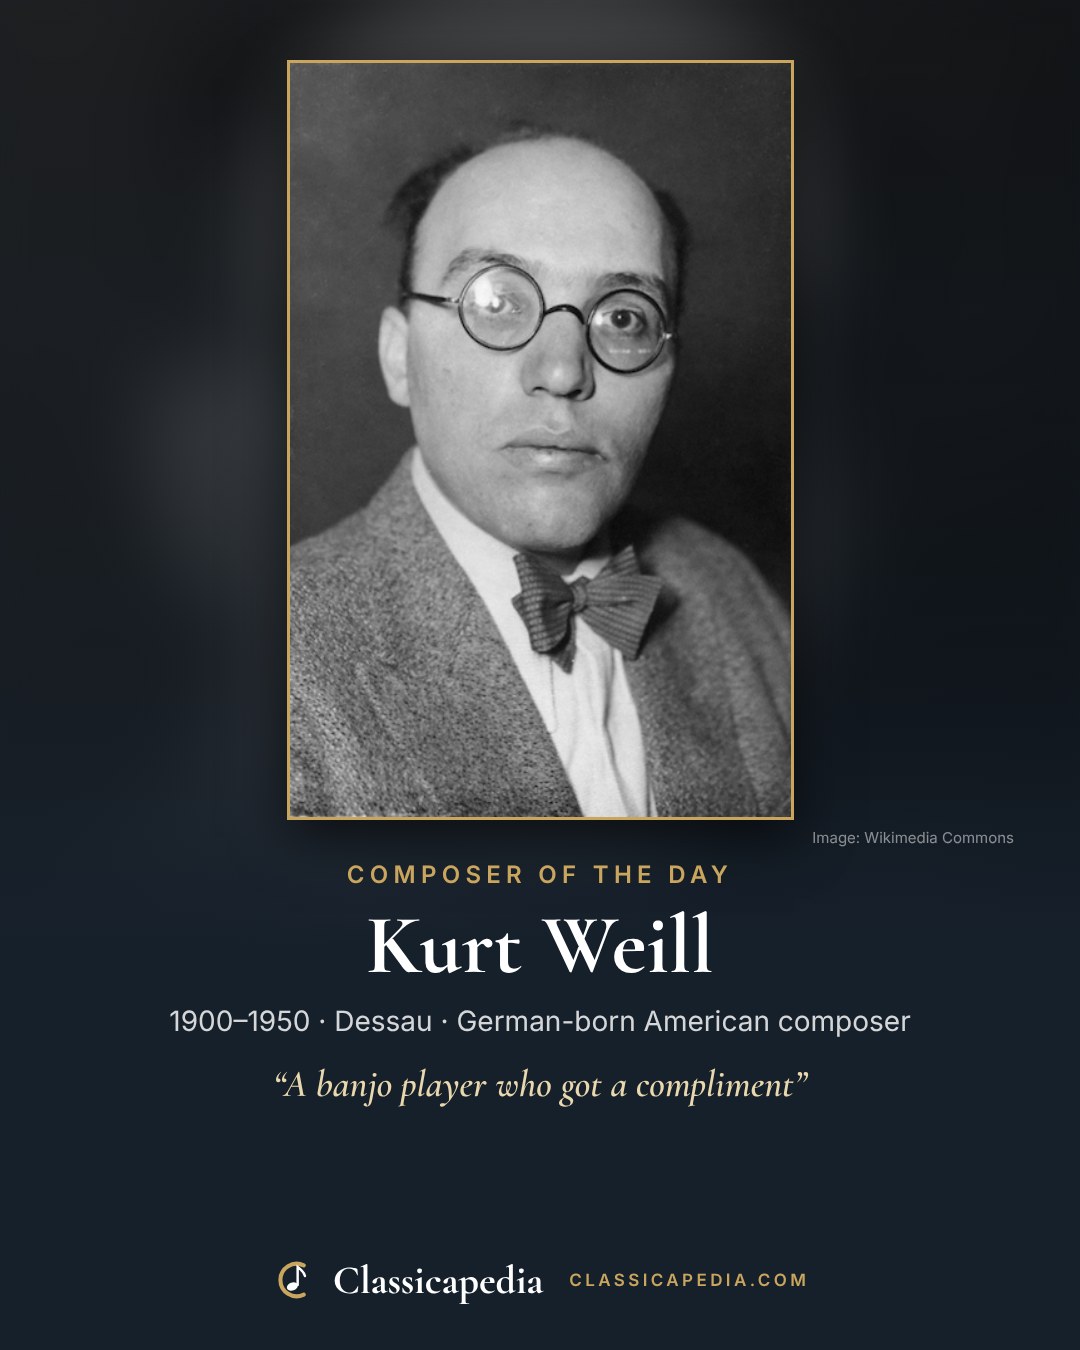 Image: Wikimedia Commons
COMPOSER OF THE DAY
Kurt Weill
1900–1950 · Dessau · German-born American composer
“A banjo player who got a compliment”
Classicapedia CLASSICAPEDIA.COM